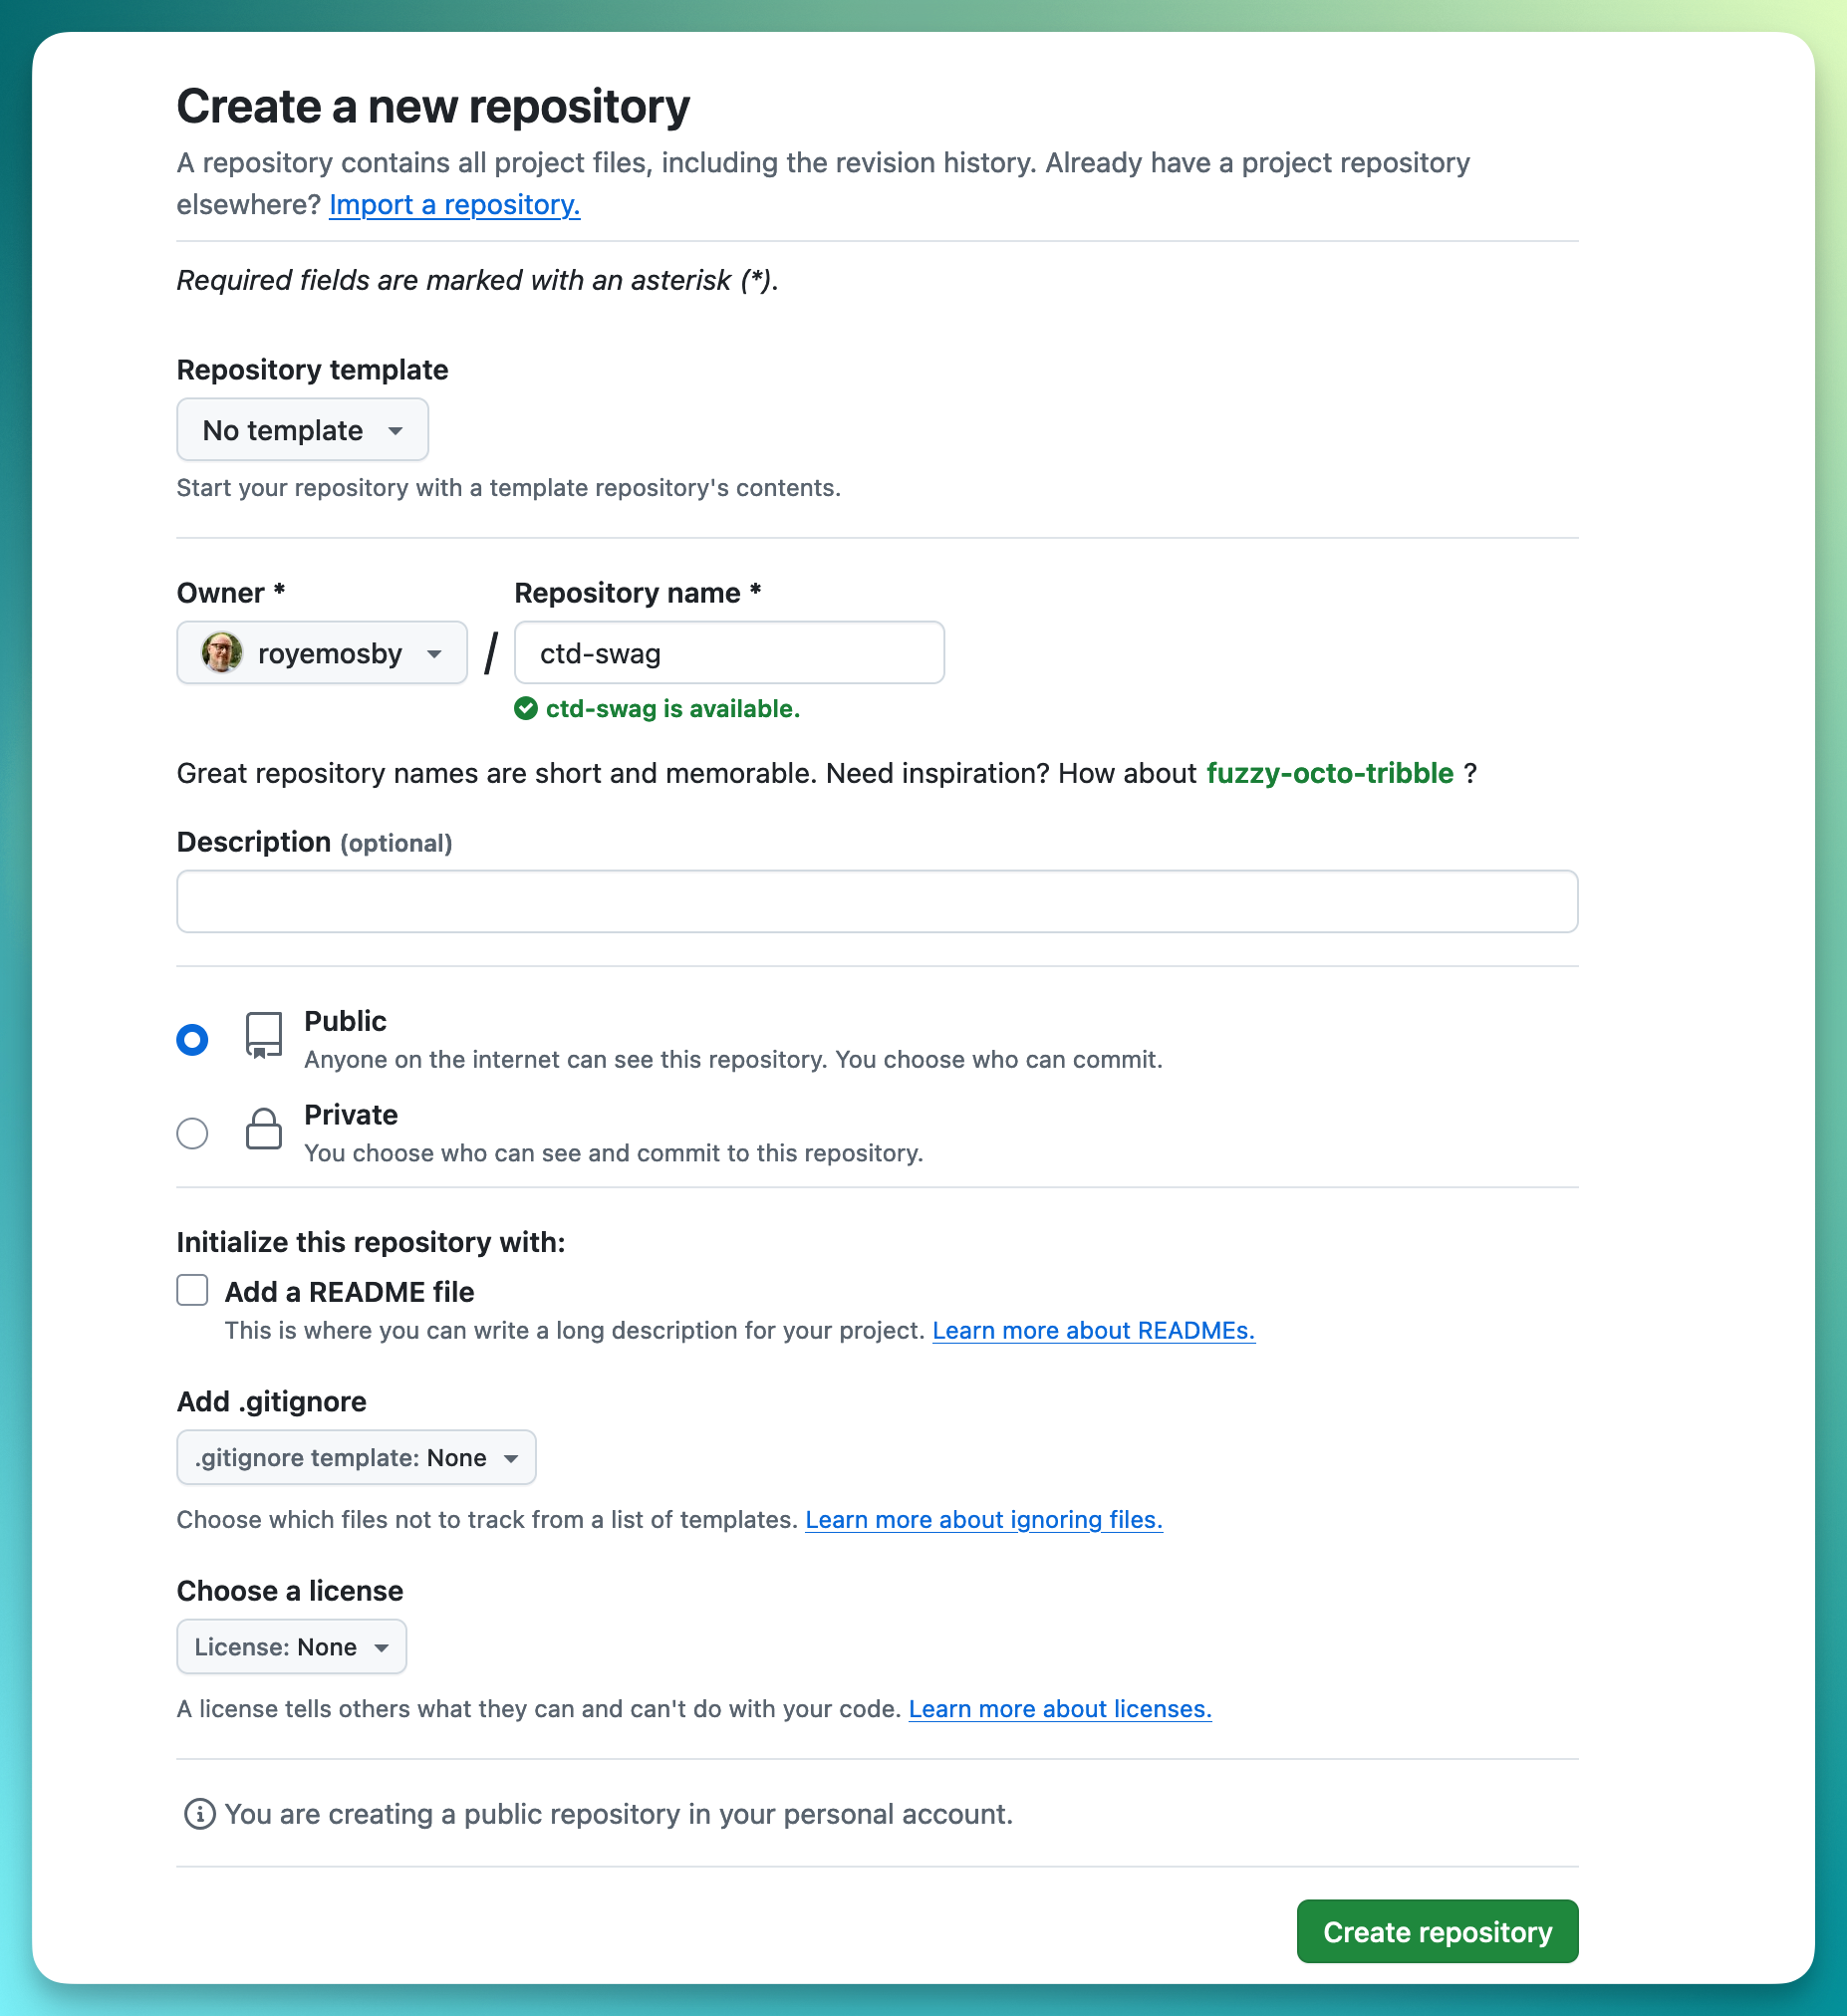 Create a new repository
A repository contains all project files, including the revision history. Already have a project repository
elsewhere? Import a repository.
Required fields are marked with an asterisk (*).
Repository template
No template
Start your repository with a template repository's contents.
Owner *
Repository name *
royemosby
/
ctd-swag
ctd-swag is available.
Great repository names are short and memorable. Need inspiration? How about fuzzy-octo-tribble ?
Description (optional)
Public
Anyone on the internet can see this repository. You choose who can commit.
Private
You choose who can see and commit to this repository.
Initialize this repository with:
Add a README file
This is where you can write a long description for your project. Learn more about READMEs.
Add .gitignore
.gitignore template: None
Choose which files not to track from a list of templates. Learn more about ignoring files.
Choose a license
License: None
A license tells others what they can and can't do with your code. Learn more about licenses.
You are creating a public repository in your personal account.
Create repository